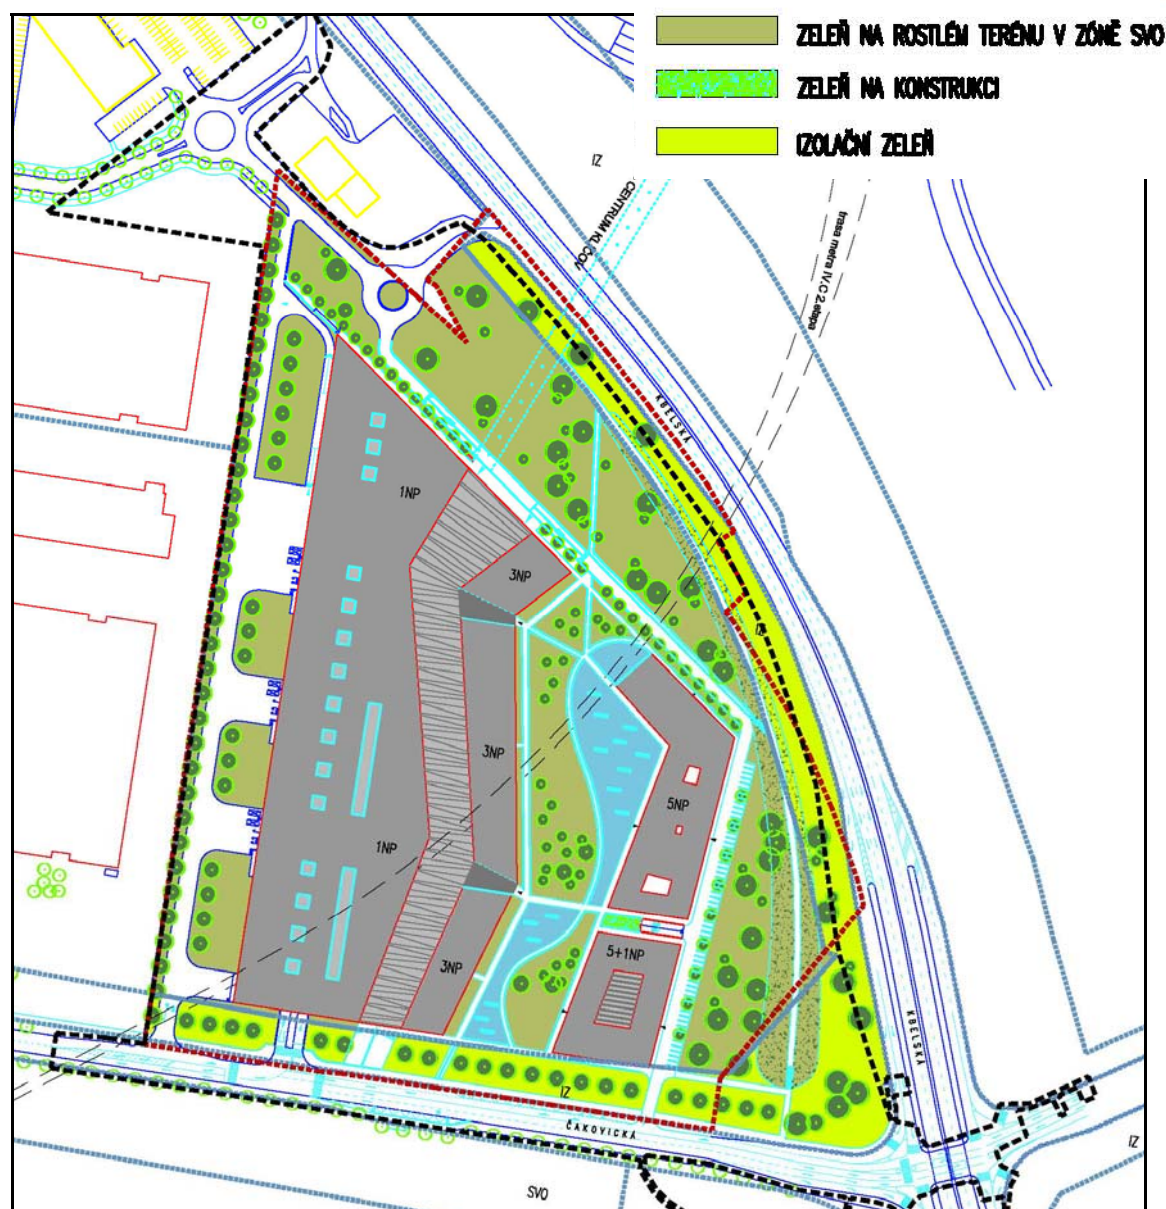 ZELEŇ NA ROSTLÉM TERÉNU V ZÓNĚ SVO
ZELEŇ NA KONSTRUKCI
IZOLAČNÍ ZELEŇ
IZ
CENTRUM KLÍČOV
trasa metra IV.C 2.etapa
KBELSKÁ
1NP
3NP
IZ
3NP
5NP
1NP
5+1NP
3NP
KBELSKÁ
IZ
ČAKOVICKÁ
IZ
SVO